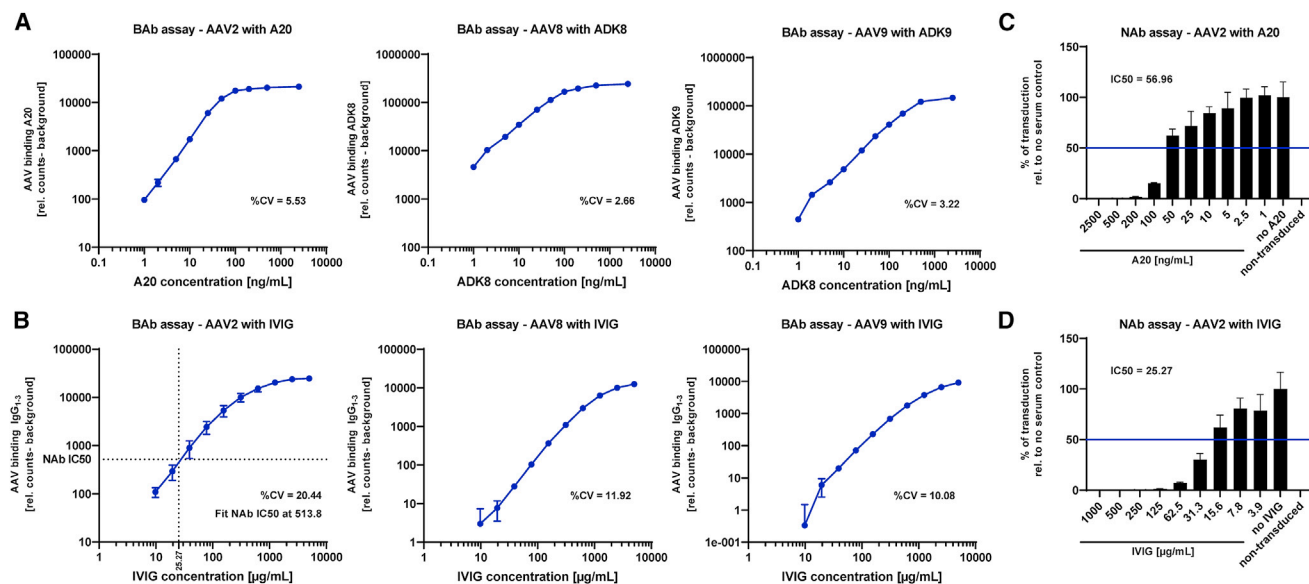 A
BAb assay - AAV2 with A20
AAV binding A20
[rel. counts- background]
100000
10000
1000
100
10
0.1
1
10
100
1000
10000
%CV = 5.53
A20 concentration [ng/mL]
BAb assay - AAV8 with ADK8
AAV binding ADK8
[rel. counts - background]
100000
10000
1000
100
0.1
1
10
100
1000
10000
%CV = 2.66
ADK8 concentration [ng/mL]
BAb assay - AAV9 with ADK9
AAV binding ADK9
[rel. counts - background]
1000000
100000
10000
1000
100
0.1
1
10
100
1000
10000
%CV = 3.22
ADK8 concentration [ng/mL]
C
NAb assay - AAV2 with A20
% of transduction
rel. to no serum control
150
100
50
0
IC50 = 56.96
2500
500
200
100
50
25
10
5
2.5
1
no A20
non-transduced
A20 [ng/mL]
B
BAb assay - AAV2 with IVIG
AAV binding IgG1-3
[rel. counts- background]
100000
10000
1000
NAb IC50
100
10
1
10
25.27
100
1000
10000
%CV = 20.44
Fit NAb IC50 at 513.8
IVIG concentration [µg/mL]
BAb assay - AAV8 with IVIG
AAV binding IgG1-3
[rel. counts- background]
100000
10000
1000
100
10
1
1
10
100
1000
10000
%CV = 11.92
IVIG concentration [µg/mL]
BAb assay - AAV9 with IVIG
AAV binding IgG1-3
[rel. counts- background]
100000
10000
1000
100
10
1
1e-001
1
10
100
1000
10000
%CV = 10.08
IVIG concentration [µg/mL]
D
NAb assay - AAV2 with IVIG
% of transduction
rel. to no serum control
150
100
50
0
IC50 = 25.27
1000
500
250
125
62.5
31.3
15.6
7.8
3.9
no IVIG
non-transduced
IVIG [µg/mL]